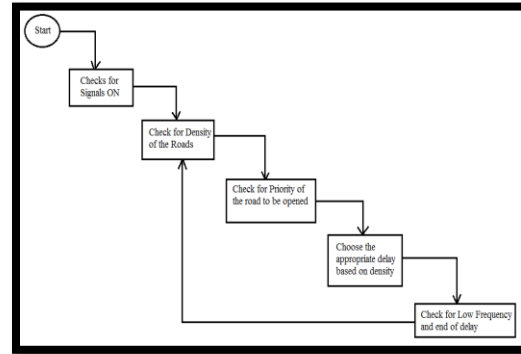 Start
Checks for
Signals ON
Check for Density
of the Roads
Check for Priority of
the road to be opened
Choose the
appropriate delay
based on density
Check for Low Frequency
and end of delay